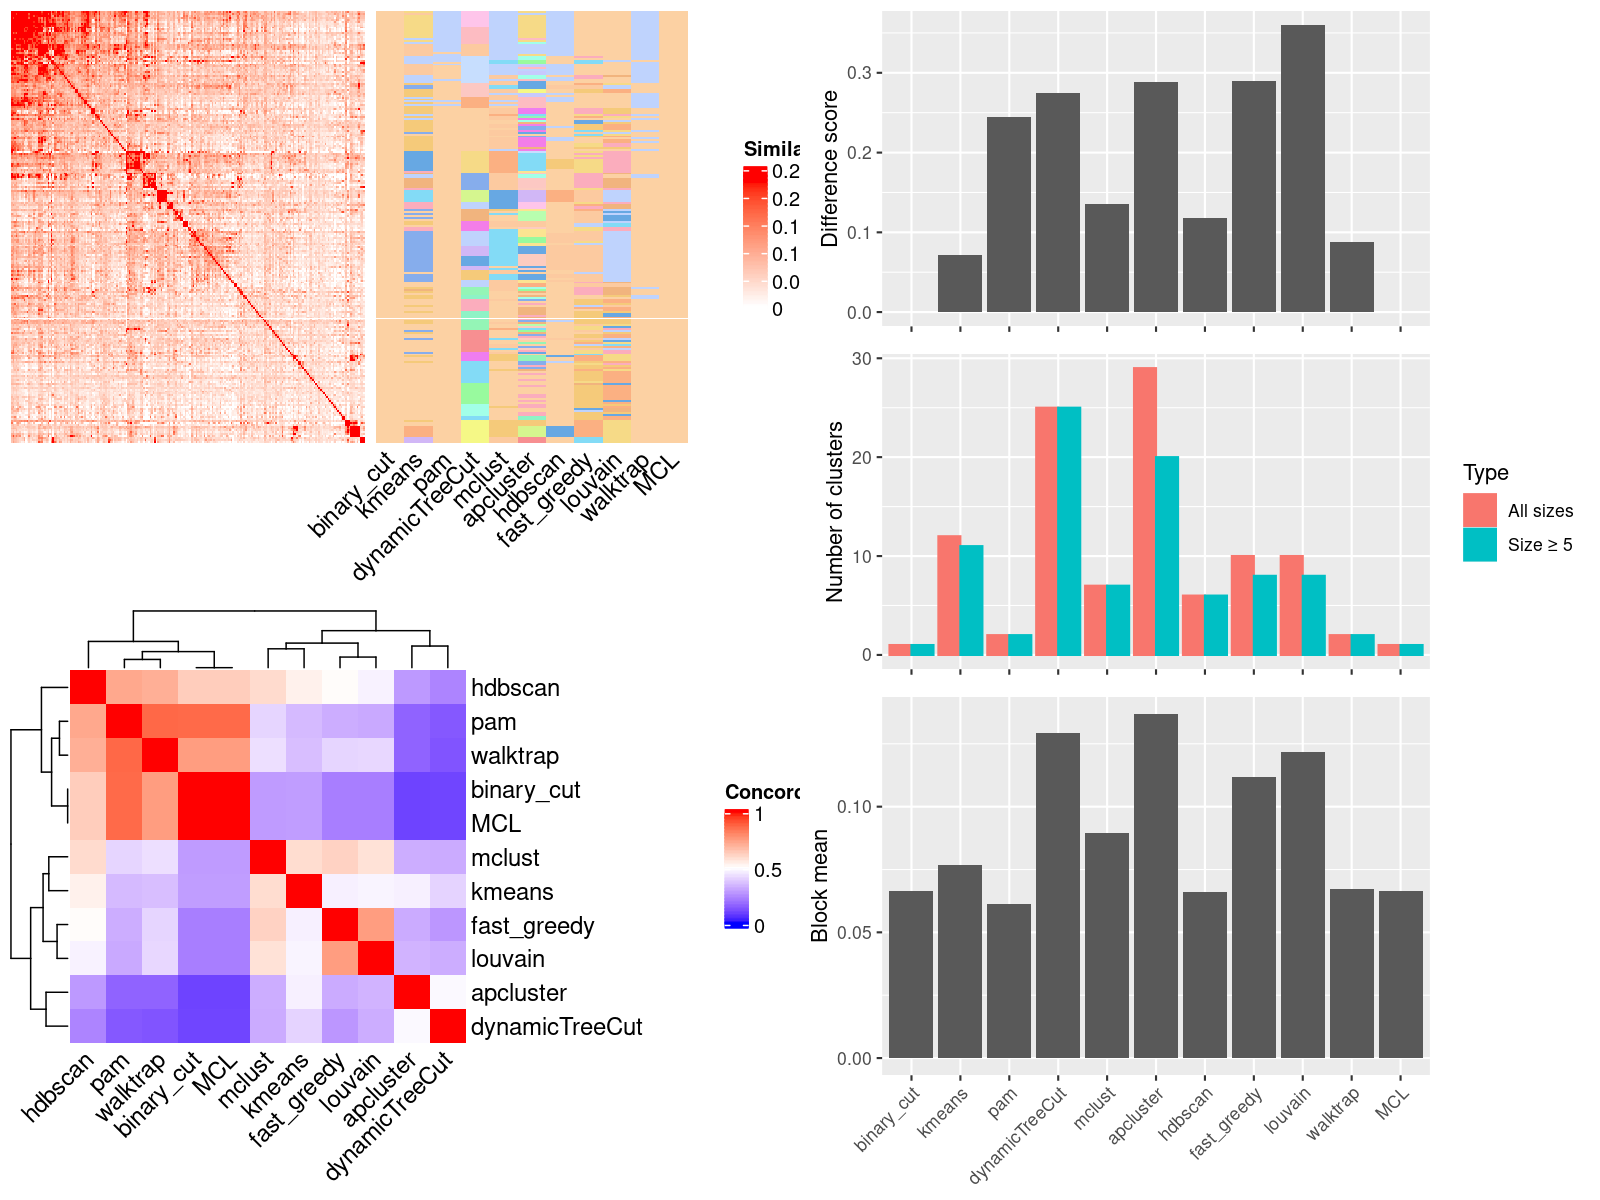 Simila
0.2
0.2
0.1
0.1
0.0
0
binary_cut
kmeans
pam
dynamicTreeCut
mclust
apcluster
hdbscan
fast_greedy
louvain
walktrap
MCL
hdbscan
pam
walktrap
binary_cut
MCL
mclust
kmeans
fast_greedy
louvain
apcluster
dynamicTreeCut
hdbscan
pam
walktrap
binary_cut
MCL
mclust
kmeans
fast_greedy
louvain
apcluster
dynamicTreeCut
Concord
1
0.5
0
Difference score
0.3
0.2
0.1
0.0
Number of clusters
30
20
10
0
Type
All sizes
Size ≥ 5
Block mean
0.10
0.05
0.00
binary_cut
kmeans
pam
dynamicTreeCut
mclust
apcluster
hdbscan
fast_greedy
louvain
walktrap
MCL